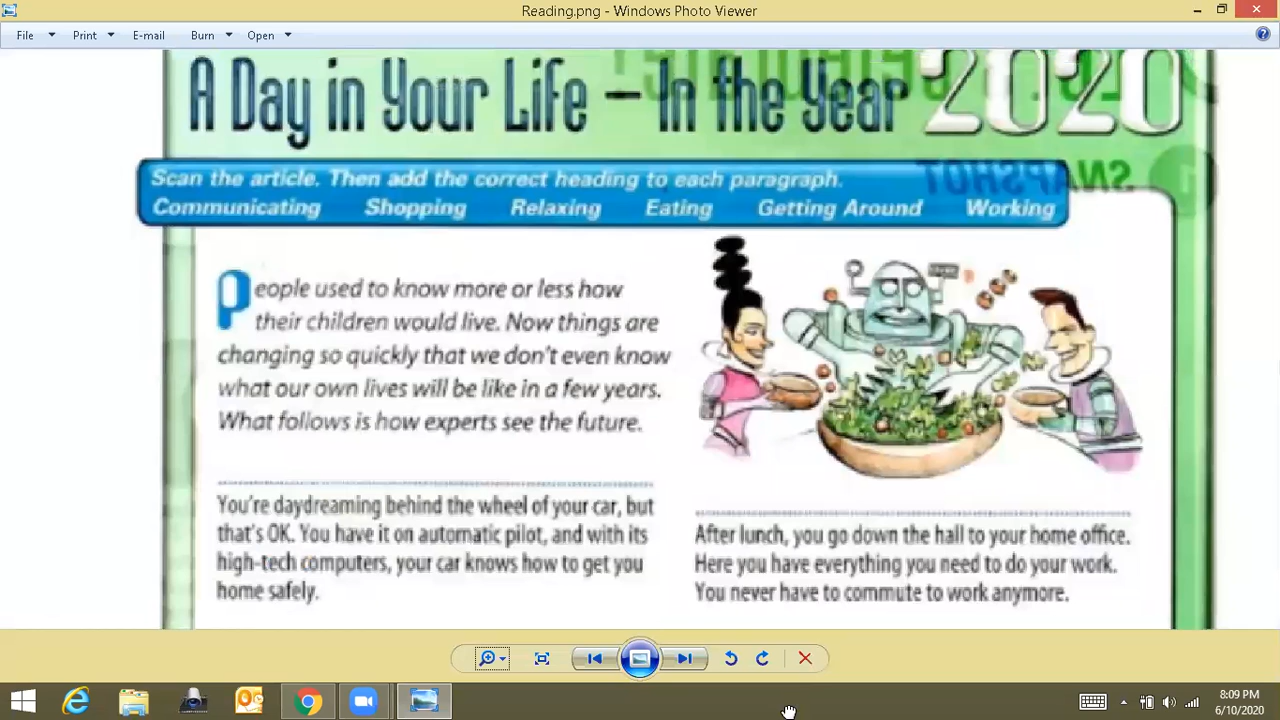 Reading.png - Windows Photo Viewer
File Print E-mail Burn Open
A Day in Your Life – In the Year 2020
SNAPSHOT
Scan the article. Then add the correct heading to each paragraph.
Communicating Shopping Relaxing Eating Getting Around Working
People used to know more or less how
their children would live. Now things are
changing so quickly that we don't even know
what our own lives will be like in a few years.
What follows is how experts see the future.
You're daydreaming behind the wheel of your car, but
that's OK. You have it on automatic pilot, and with its
high-tech computers, your car knows how to get you
home safely.
After lunch, you go down the hall to your home office.
Here you have everything you need to do your work.
You never have to commute to work anymore.
8:09 PM
6/10/2020